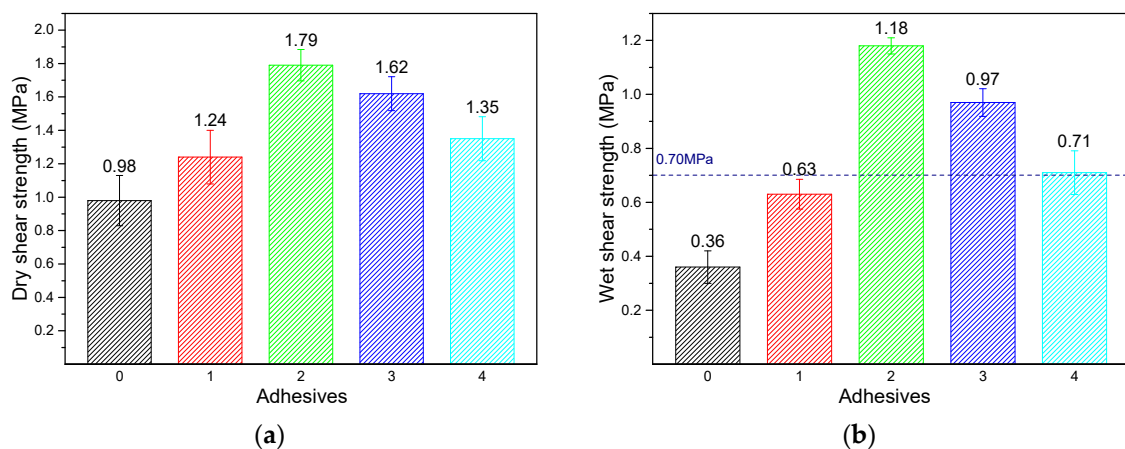 Dry shear strength (MPa)
2.0
1.8
1.6
1.4
1.2
1.0
0.8
0.6
0.4
0.2
0.98
1.24
1.79
1.62
1.35
0 1 2 3 4
Adhesives
(a)
Wet shear strength (MPa)
1.2
1.0
0.8
0.6
0.4
0.2
0.70MPa
0.36
0.63
1.18
0.97
0.71
0 1 2 3 4
Adhesives
(b)